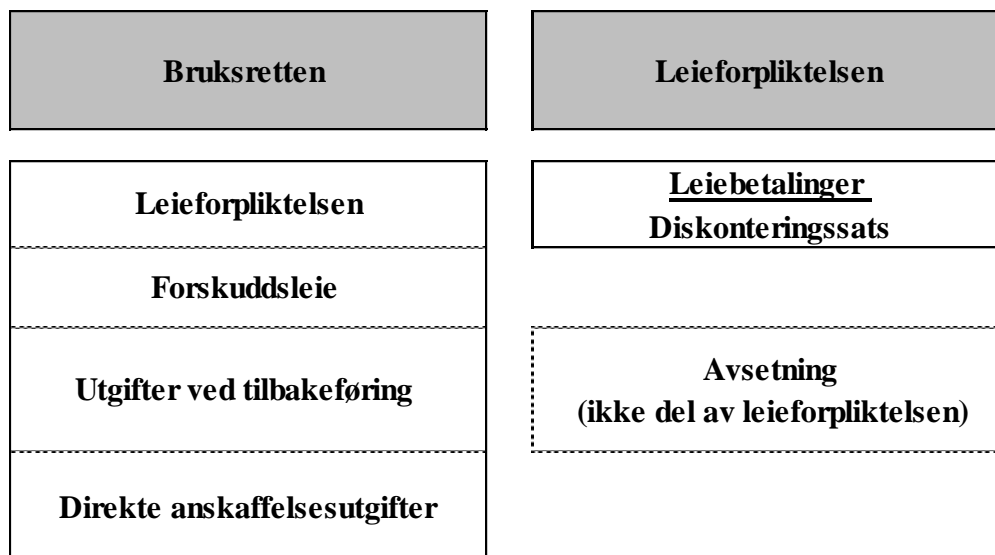 Bruksretten
Leieforpliktelsen
Leieforpliktelsen
Forskuddsleie
Utgifter ved tilbakeføring
Direkte anskaffelsesutgifter
Leiebetalinger
Diskonteringssats
Avsetning
(ikke del av leieforpliktelsen)